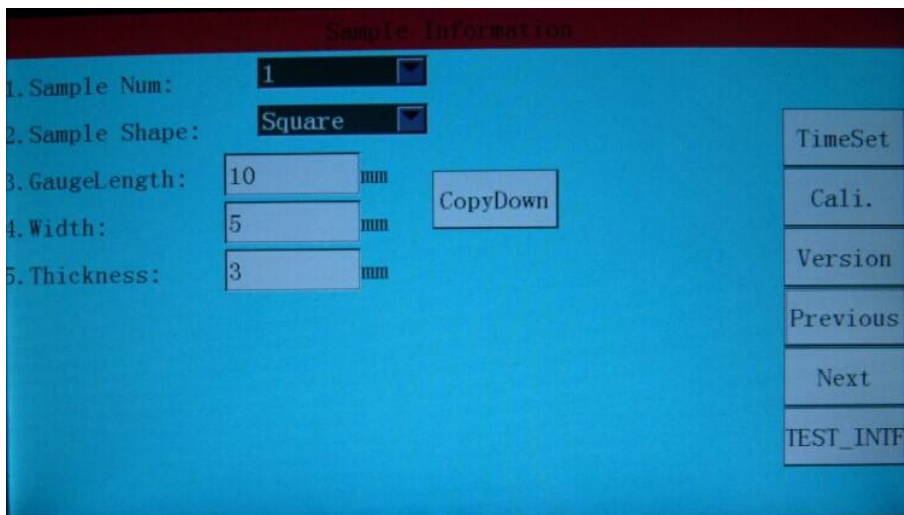 Sample Information
1.Sample Num: 1
2.Sample Shape: Square
3.GaugeLength: 10 mm
4.Width: 5 mm
5.Thickness: 3 mm
CopyDown
TimeSet
Cali.
Version
Previous
Next
TEST_INTF